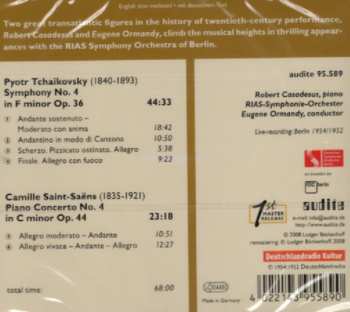 English liner notes/text – mit deutschem Text
Two great transatlantic figures in the history of twentieth-century performance,
Robert Casadesus and Eugene Ormandy, climb the musical heights in thrilling appear-
ances with the RIAS Symphony Orchestra of Berlin.
audite 95.589
Pyotr Tchaikovsky (1840-1893)
Symphony No. 4
in F minor Op. 36 44:33
Andante sostenuto –
Moderato con anima 18:42
Andantino in modo di Canzona 10:50
Scherzo. Pizzicato ostinato. Allegro 5:38
Finale. Allegro con fuoco 9:22
Robert Casadesus, piano
RIAS-Symphonie-Orchester
Eugene Ormandy, conductor
Live-recording Berlin 1954/1952
Camille Saint-Saëns (1835-1921)
Piano Concerto No. 4
in C minor Op. 44 23:18
Allegro moderato – Andante 10:51
Allegro vivace – Andante – Allegro 12:27
total time: 68:00
berlin
1st
MASTER
RELEASE
audite
e-mail: info@audite.de
http://www.audite.de
© 2008 Ludger Böckenhoff
remastering: © Ludger Böckenhoff 2008
Deutschlandradio Kultur
℗ 1954/1952 Deutschlandradio
Made in Germany
4 022143 955890